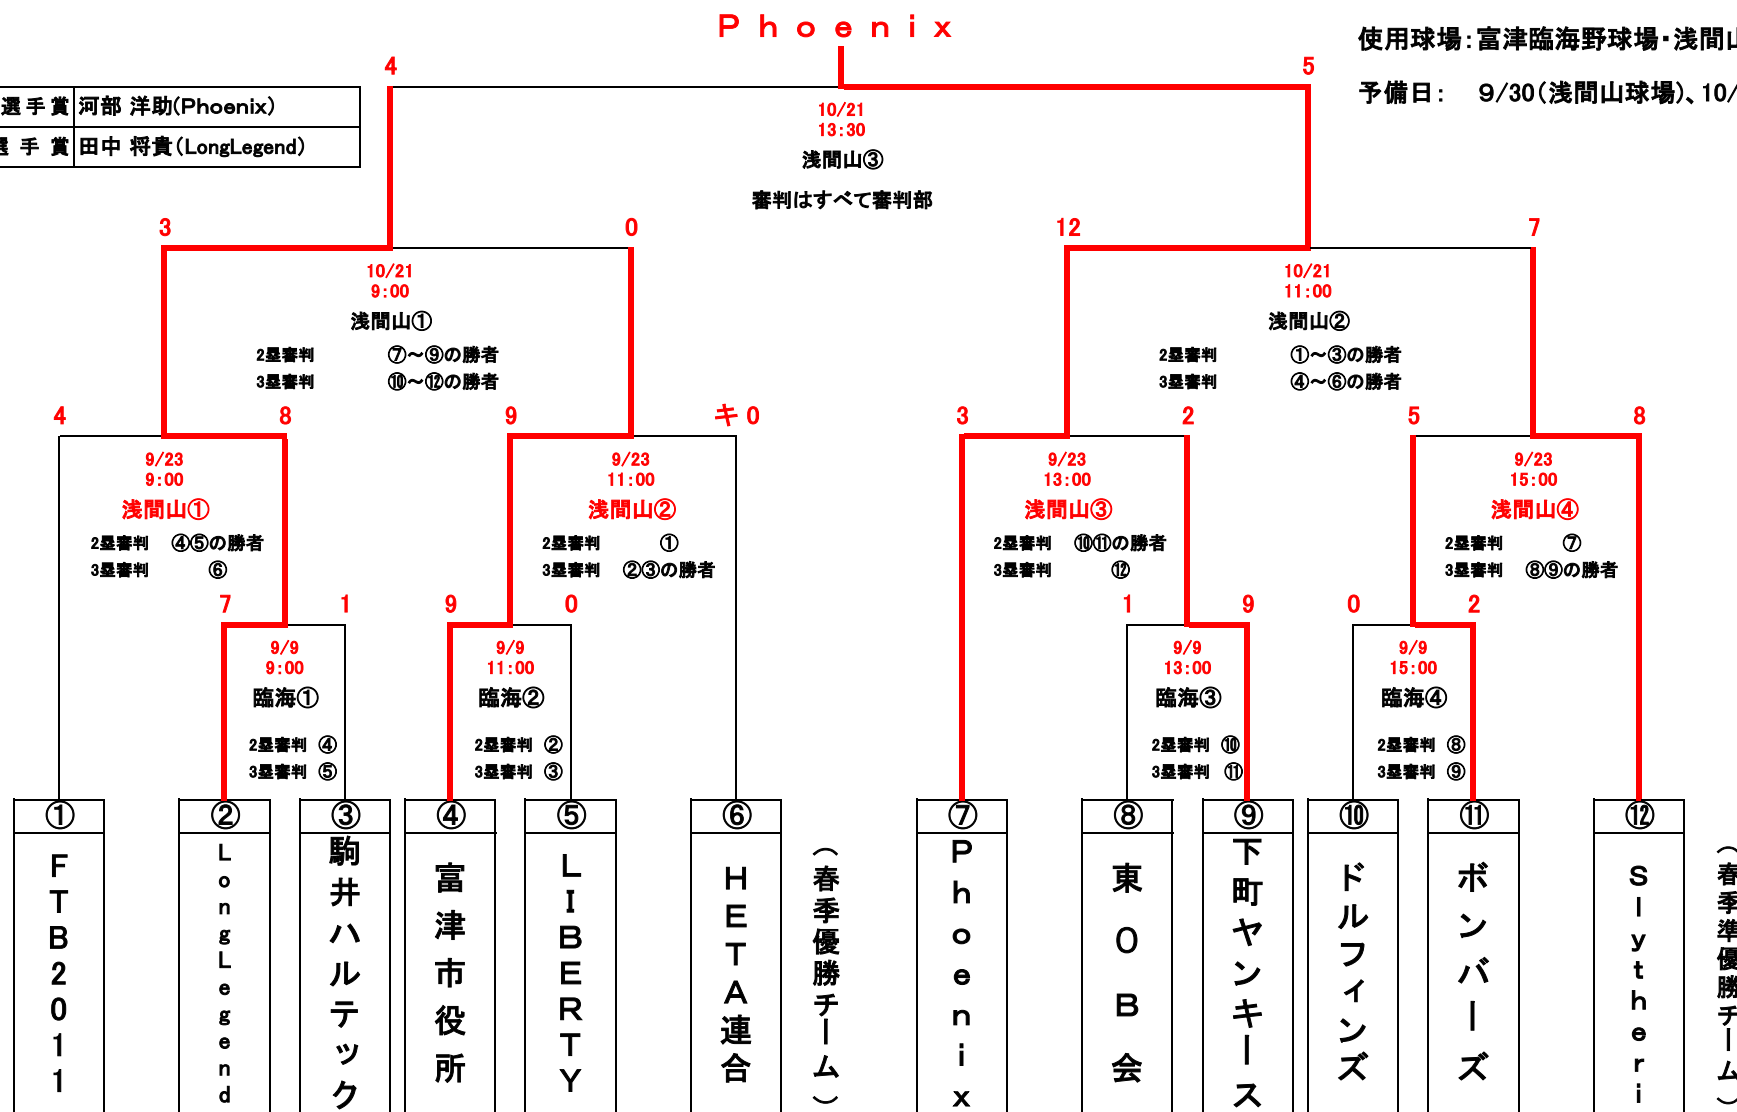 Phoenix
使用球場：富津臨海野球場・浅間山
予備日：　9/30（浅間山球場）、10/
選手賞 河部 洋助(Phoenix)
選手賞 田中 将貴(LongLegend)
4 5
10/21
13:30
浅間山③
審判はすべて審判部
3 0 12 7
10/21
9:00
浅間山①
2塁審判 ⑦～⑨の勝者
3塁審判 ⑩～⑫の勝者
10/21
11:00
浅間山②
2塁審判 ①～③の勝者
3塁審判 ④～⑥の勝者
4 8 9 キ0 3 2 5 8
9/23
9:00
浅間山①
2塁審判 ④⑤の勝者
3塁審判 ⑥
9/23
11:00
浅間山②
2塁審判 ①
3塁審判 ②③の勝者
9/23
13:00
浅間山③
2塁審判 ⑩⑪の勝者
3塁審判 ⑫
9/23
15:00
浅間山④
2塁審判 ⑦
3塁審判 ⑧⑨の勝者
7 1 9 0 1 9 0 2
9/9
9:00
臨海①
2塁審判 ④
3塁審判 ⑤
9/9
11:00
臨海②
2塁審判 ②
3塁審判 ③
9/9
13:00
臨海③
2塁審判 ⑩
3塁審判 ⑪
9/9
15:00
臨海④
2塁審判 ⑧
3塁審判 ⑨
① FTB2011
② LongLegend
③ 駒井ハルテック
④ 富津市役所
⑤ LIBERTY
⑥ HETA連合
（春季優勝チーム）
⑦ Phoenix
⑧ 東OB会
⑨ 下町ヤンキース
⑩ ドルフィンズ
⑪ ボンバーズ
⑫ Slytheri
（春季準優勝チーム）